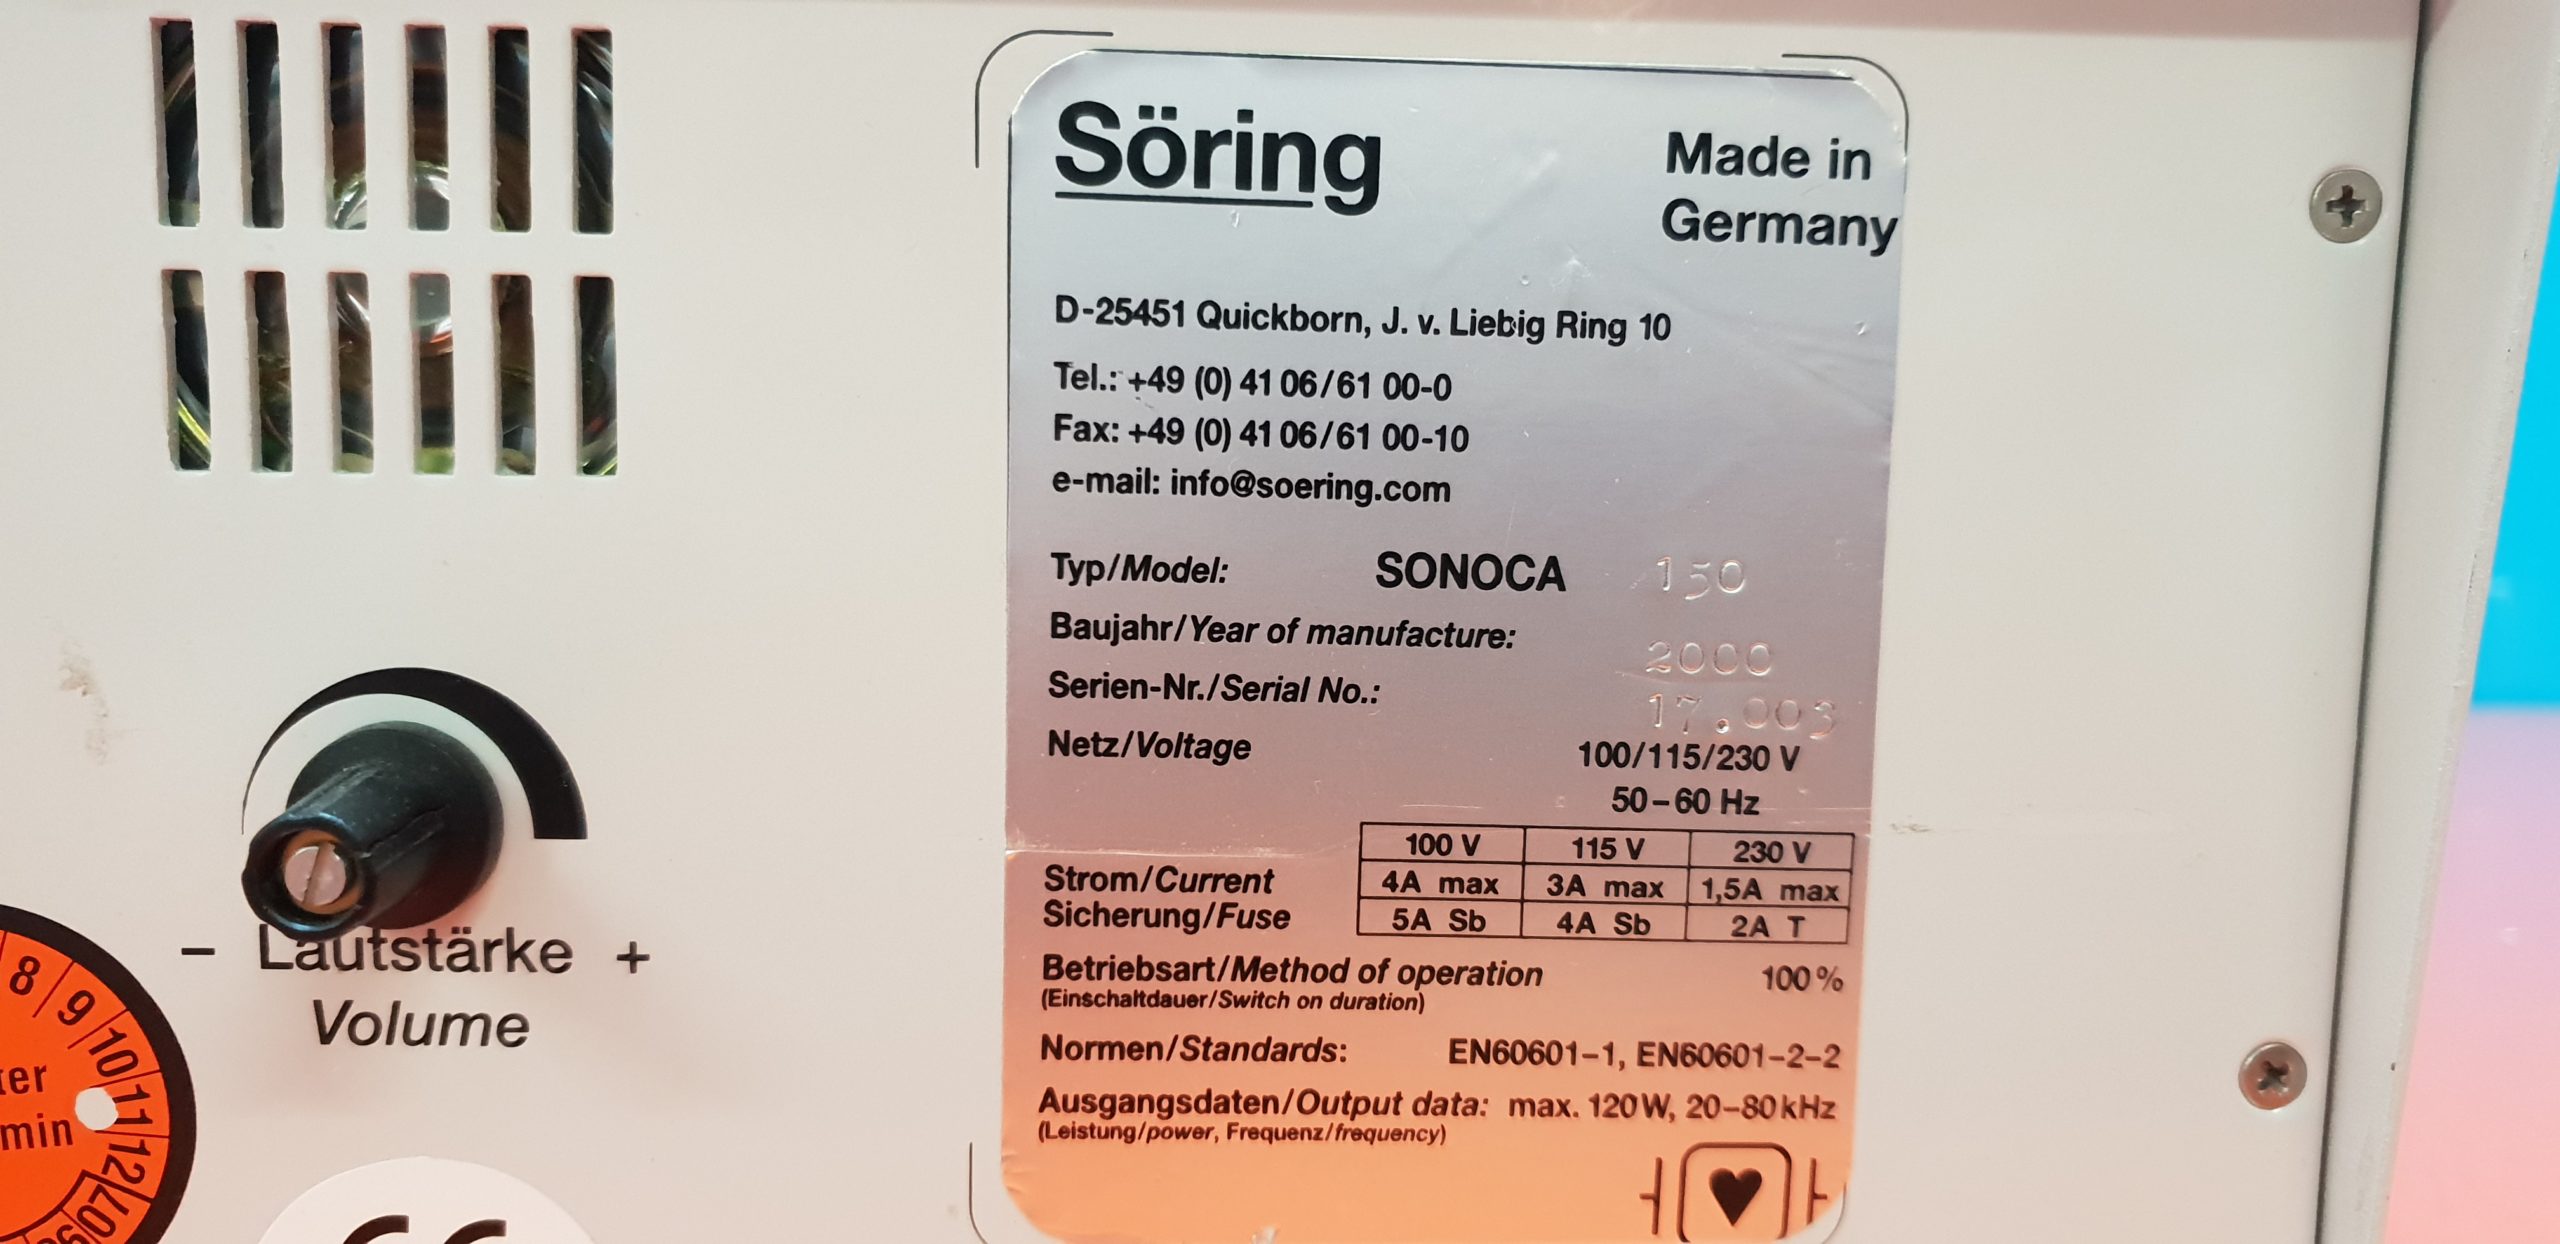 Söring
Made in
Germany
D-25451 Quickborn, J. v. Liebig Ring 10
Tel.: +49 (0) 41 06/61 00-0
Fax: +49 (0) 41 06/61 00-10
e-mail: info@soering.com
Typ/Model: SONOCA 150
Baujahr/Year of manufacture: 2000
Serien-Nr./Serial No.: 17.003
Netz/Voltage 100/115/230 V
50–60 Hz
100 V 115 V 230 V
Strom/Current 4A max 3A max 1,5A max
Sicherung/Fuse 5A Sb 4A Sb 2A T
Betriebsart/Method of operation 100%
(Einschaltdauer/Switch on duration)
Normen/Standards: EN60601-1, EN60601-2-2
Ausgangsdaten/Output data: max. 120W, 20–80kHz
(Leistung/power, Frequenz/frequency)
– Lautstärke +
Volume
8 9 10 11 12
07
min
CE